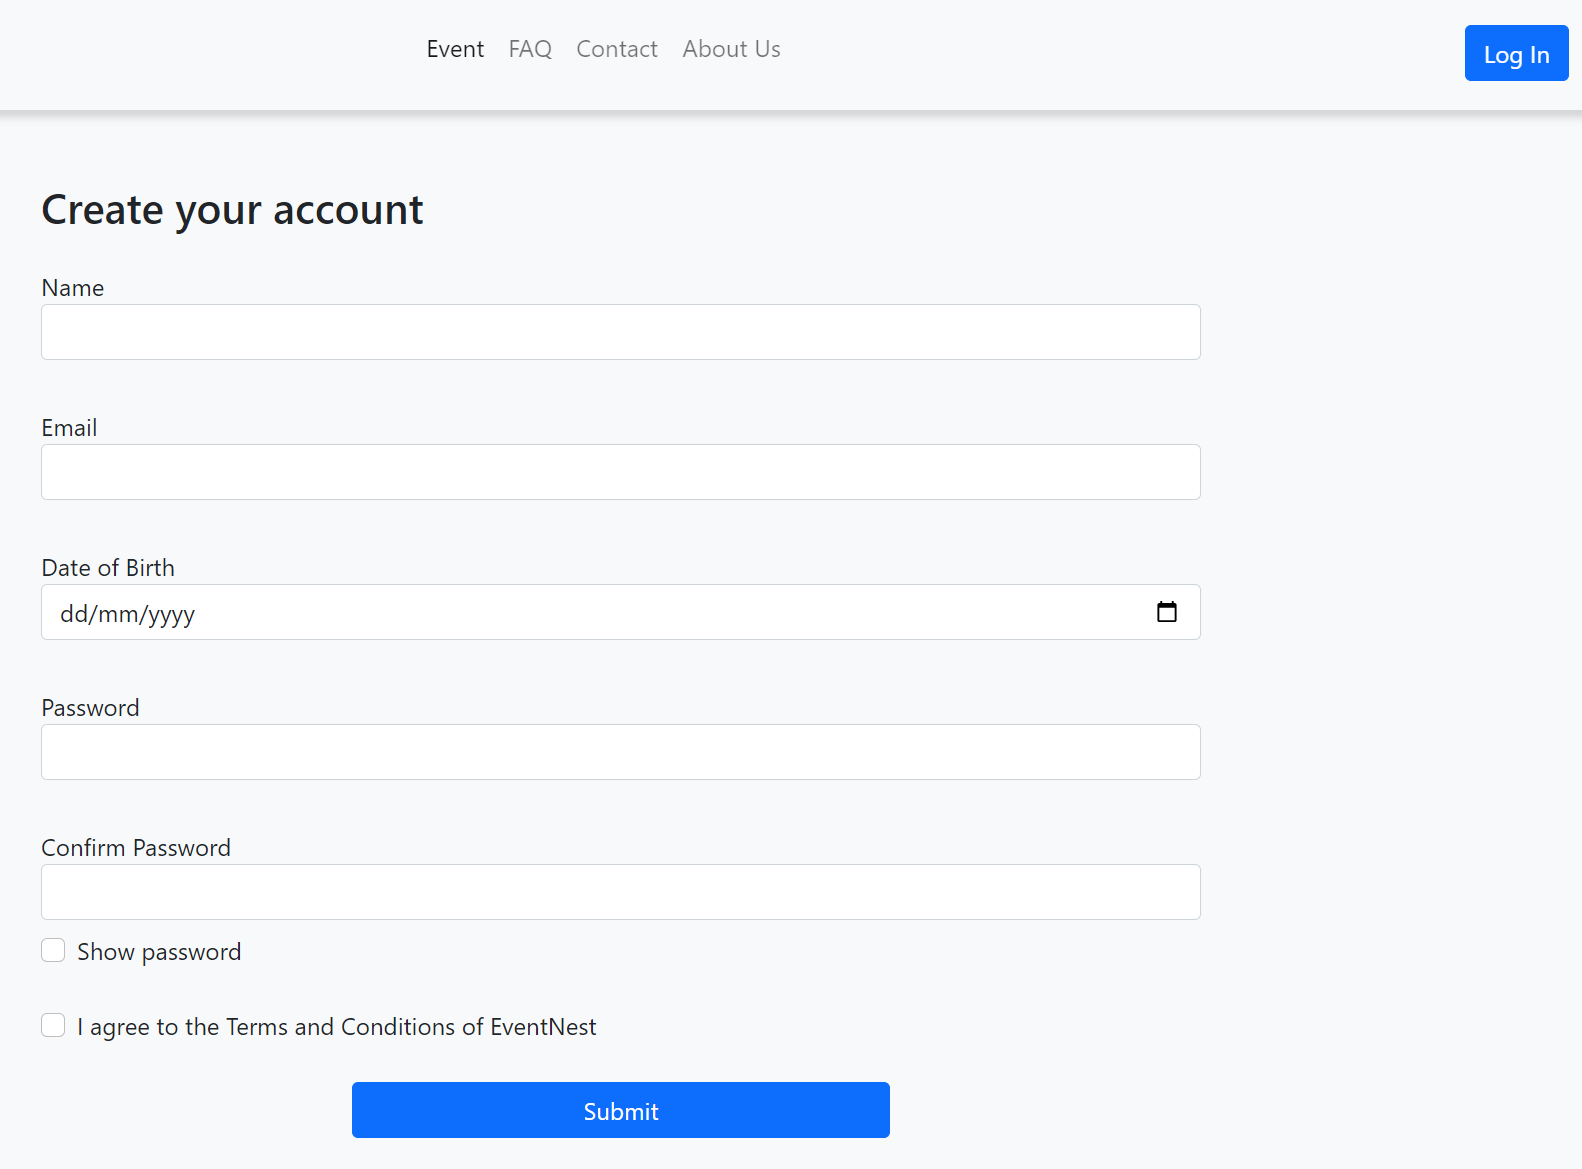 Event FAQ Contact About Us Log In
Create your account
Name
Email
Date of Birth
dd/mm/yyyy
Password
Confirm Password
Show password
I agree to the Terms and Conditions of EventNest
Submit